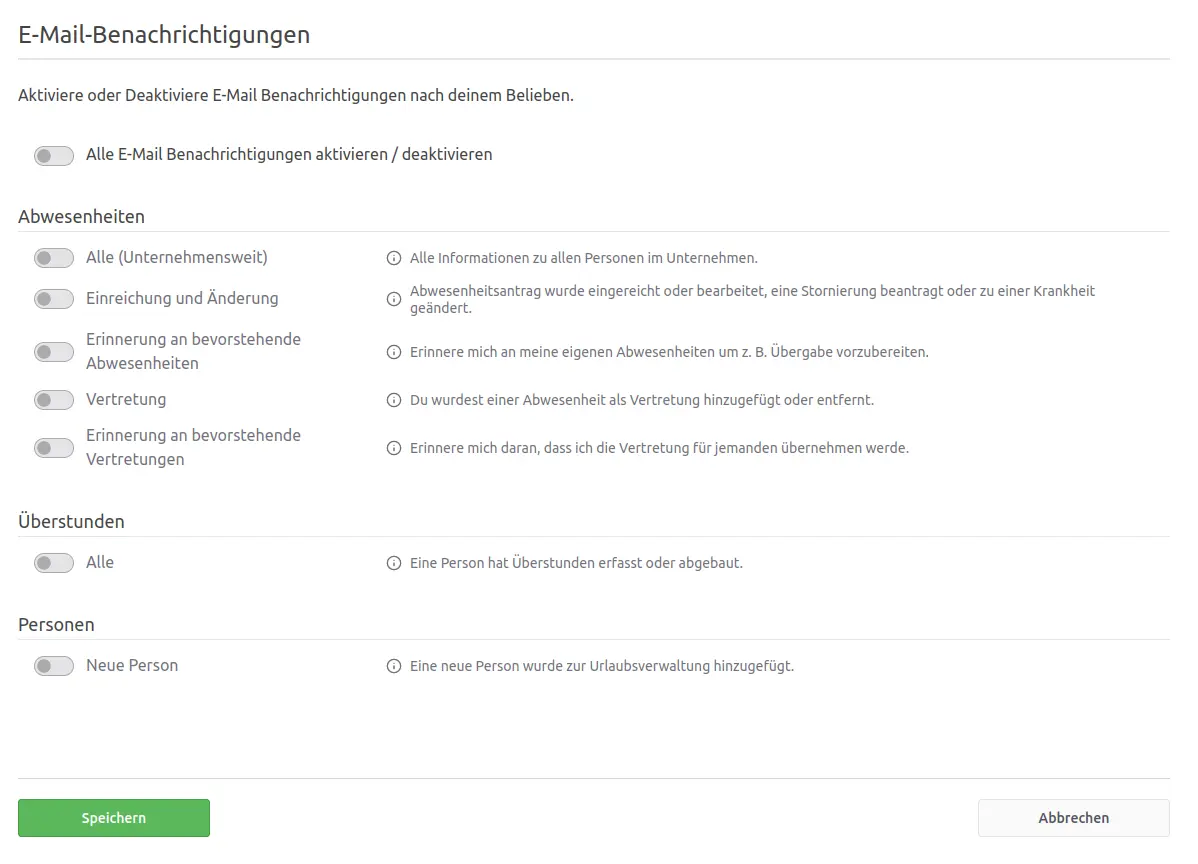 E-Mail-Benachrichtigungen
Aktiviere oder Deaktiviere E-Mail Benachrichtigungen nach deinem Belieben.
Alle E-Mail Benachrichtigungen aktivieren / deaktivieren
Abwesenheiten
Alle (Unternehmensweit)
Alle Informationen zu allen Personen im Unternehmen.
Einreichung und Änderung
Abwesenheitsantrag wurde eingereicht oder bearbeitet, eine Stornierung beantragt oder zu einer Krankheit
geändert.
Erinnerung an bevorstehende
Abwesenheiten
Erinnere mich an meine eigenen Abwesenheiten um z. B. Übergabe vorzubereiten.
Vertretung
Du wurdest einer Abwesenheit als Vertretung hinzugefügt oder entfernt.
Erinnerung an bevorstehende
Vertretungen
Erinnere mich daran, dass ich die Vertretung für jemanden übernehmen werde.
Überstunden
Alle
Eine Person hat Überstunden erfasst oder abgebaut.
Personen
Neue Person
Eine neue Person wurde zur Urlaubsverwaltung hinzugefügt.
Speichern
Abbrechen